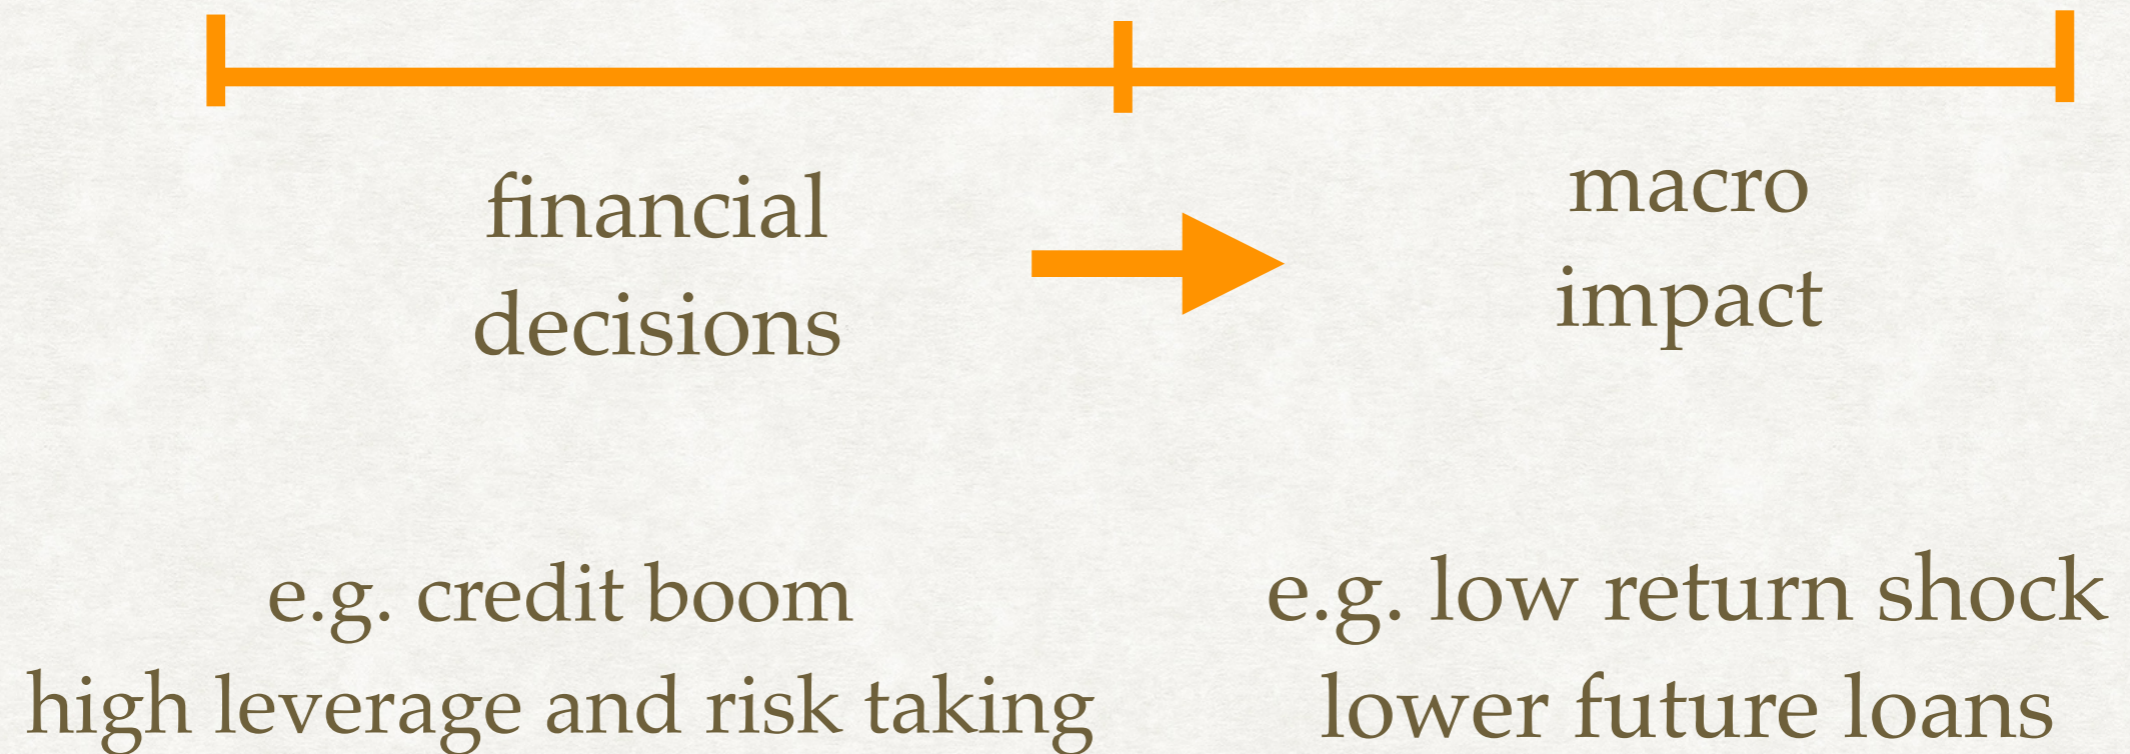 financial
decisions
macro
impact
e.g. credit boom
high leverage and risk taking
e.g. low return shock
lower future loans